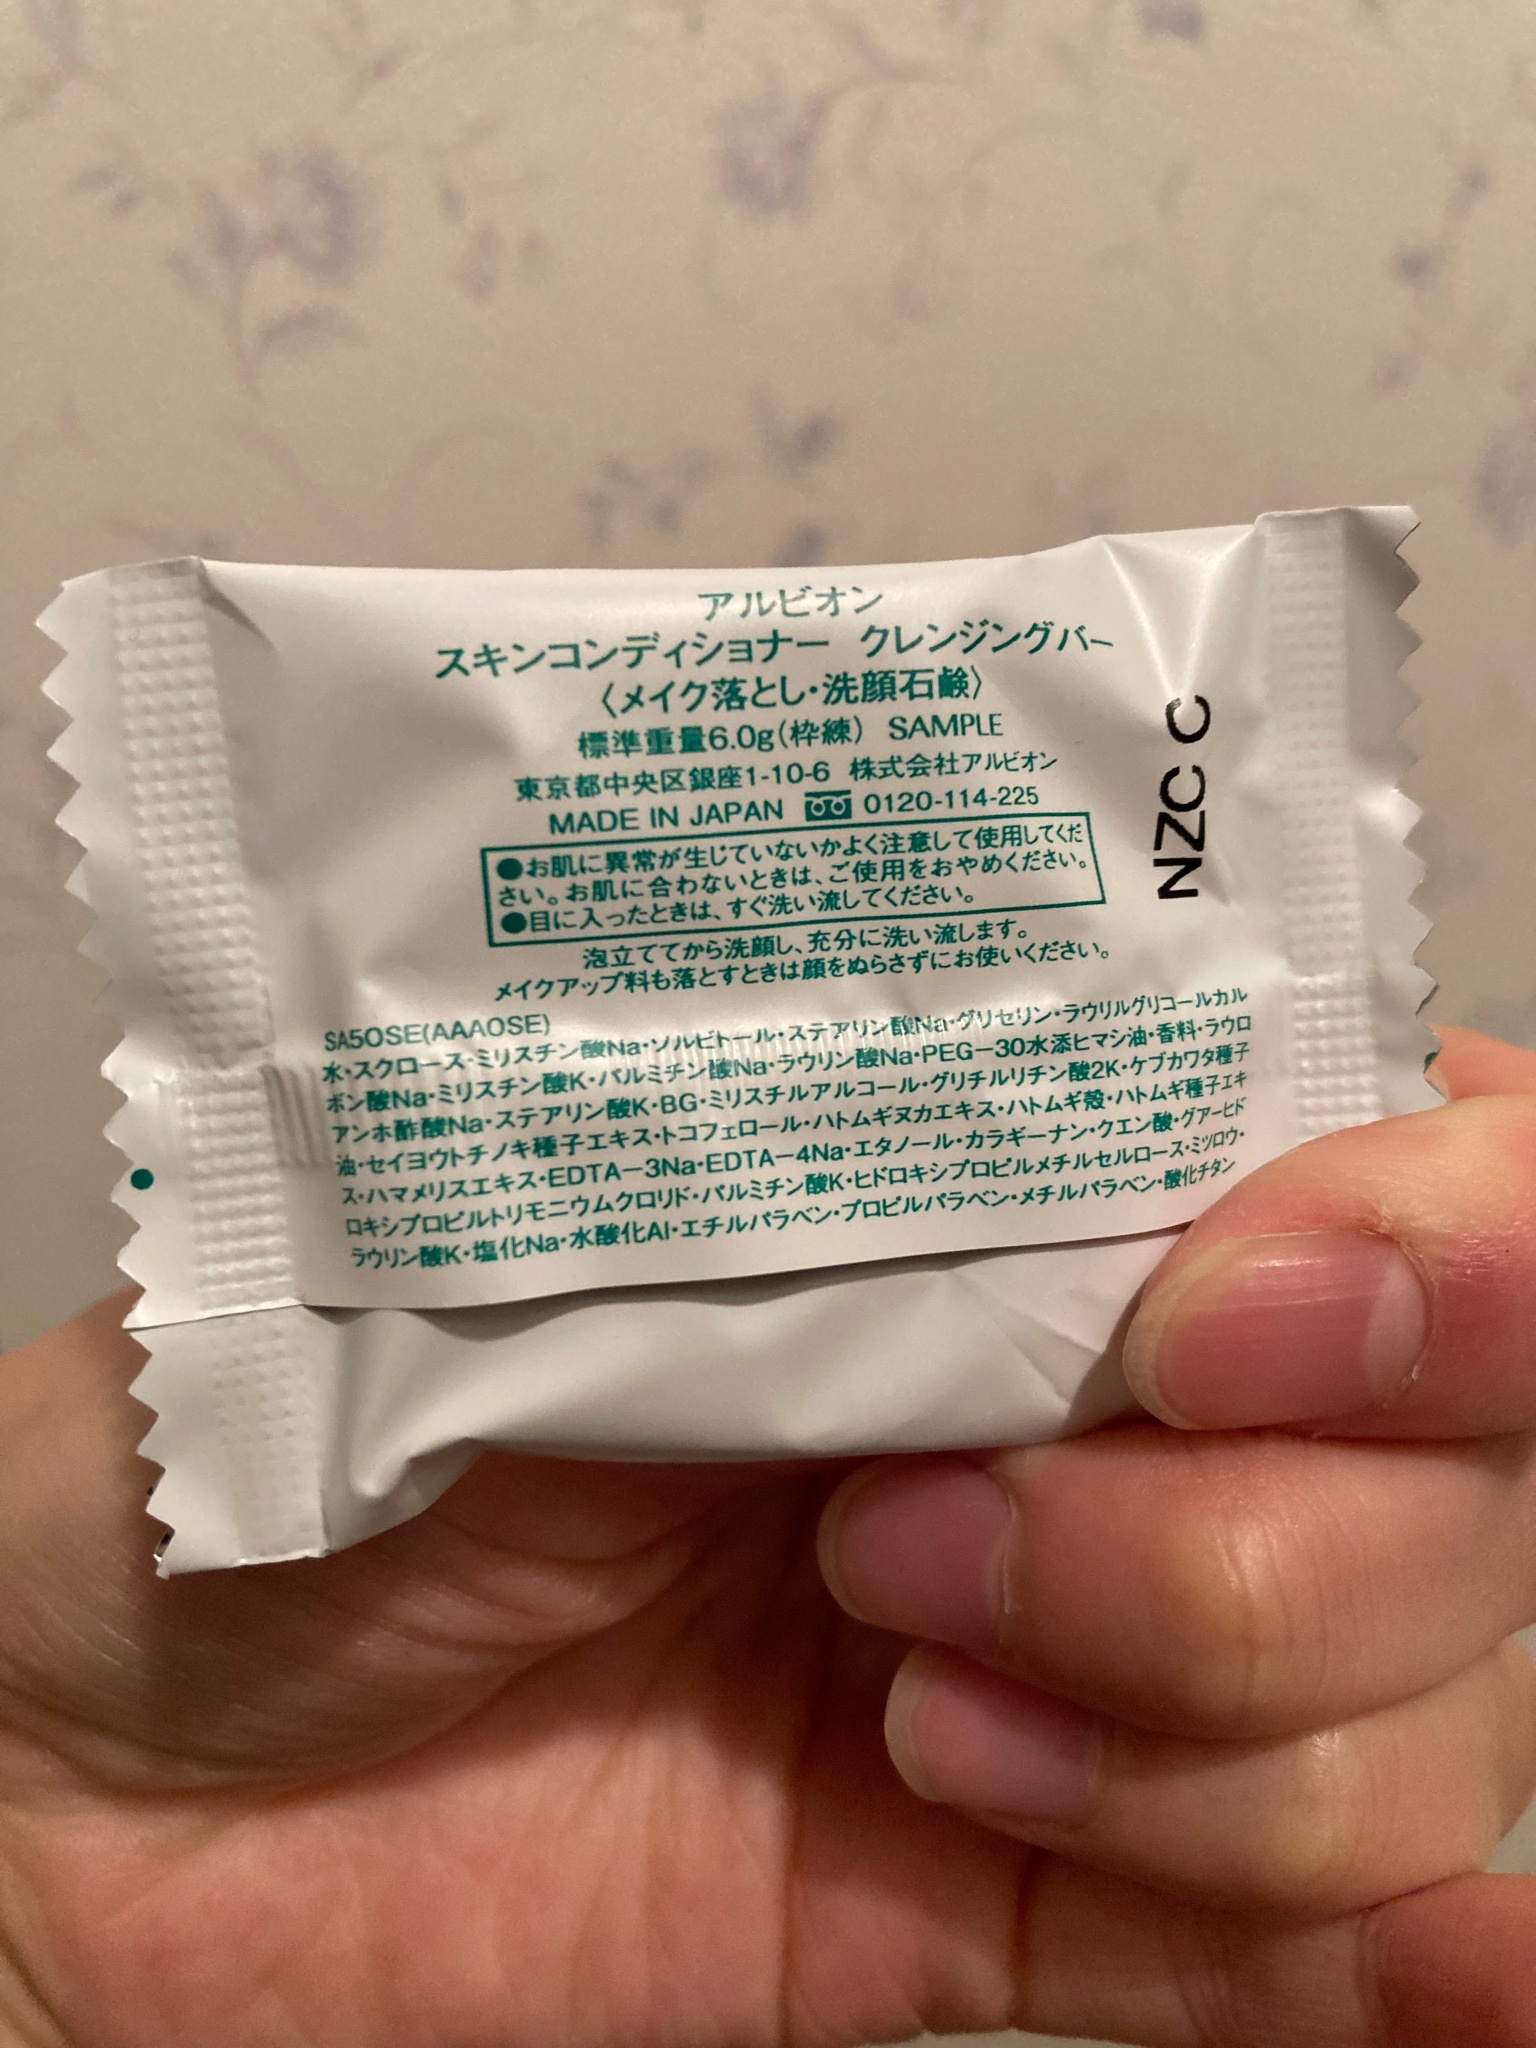 アルビオン
スキンコンディショナー クレンジングバー
〈メイク落とし・洗顔石鹸〉
標準重量6.0g(枠練) SAMPLE
東京都中央区銀座1-10-6 株式会社アルビオン
MADE IN JAPAN 0120-114-225
●お肌に異常が生じていないかよく注意して使用してくだ
さい。お肌に合わないときは、ご使用をおやめください。
●目に入ったときは、すぐ洗い流してください。
泡立ててから洗顔し、充分に洗い流します。
メイクアップ料も落とすときは顔をぬらさずにお使いください。
SA5OSE(AAAOSE)
水・スクロース・ミリスチン酸Na・ソルビトール・ステアリン酸Na・グリセリン・ラウリルグリコールカル
ボン酸Na・ミリスチン酸K・パルミチン酸Na・ラウリン酸Na・PEG-30水添ヒマシ油・香料・ラウロ
アンホ酢酸Na・ステアリン酸K・BG・ミリスチルアルコール・グリチルリチン酸2K・ケブカワタ種子
油・セイヨウトチノキ種子エキス・トコフェロール・ハトムギヌカエキス・ハトムギ殻・ハトムギ種子エキ
ス・ハマメリスエキス・EDTA-3Na・EDTA-4Na・エタノール・カラギーナン・クエン酸・グアーヒド
ロキシプロピルトリモニウムクロリド・パルミチン酸K・ヒドロキシプロピルメチルセルロース・ミツロウ・
ラウリン酸K・塩化Na・水酸化Al・エチルパラベン・プロピルパラベン・メチルパラベン・酸化チタン
NZC C